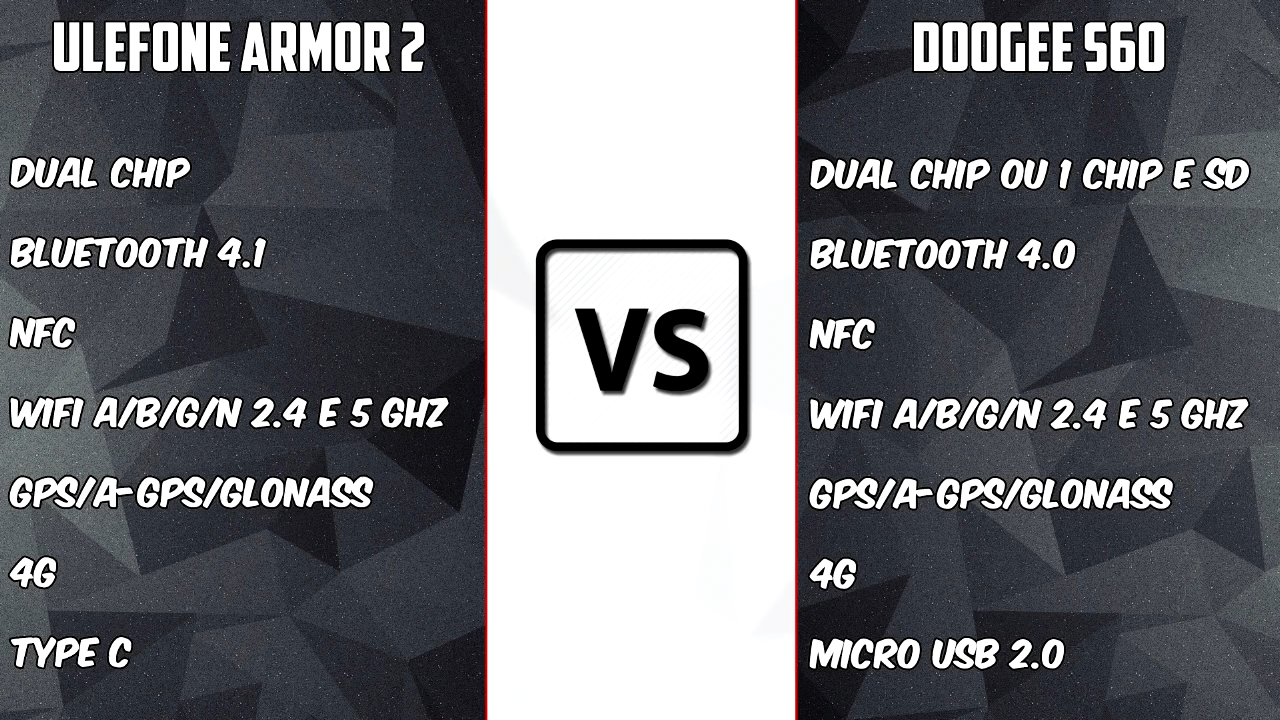 ULEFONE ARMOR 2
DUAL CHIP
BLUETOOTH 4.1
NFC
WIFI A/B/G/N 2.4 E 5 GHZ
GPS/A-GPS/GLONASS
4G
TYPE C
VS
DOOGEE S60
DUAL CHIP OU 1 CHIP E SD
BLUETOOTH 4.0
NFC
WIFI A/B/G/N 2.4 E 5 GHZ
GPS/A-GPS/GLONASS
4G
MICRO USB 2.0